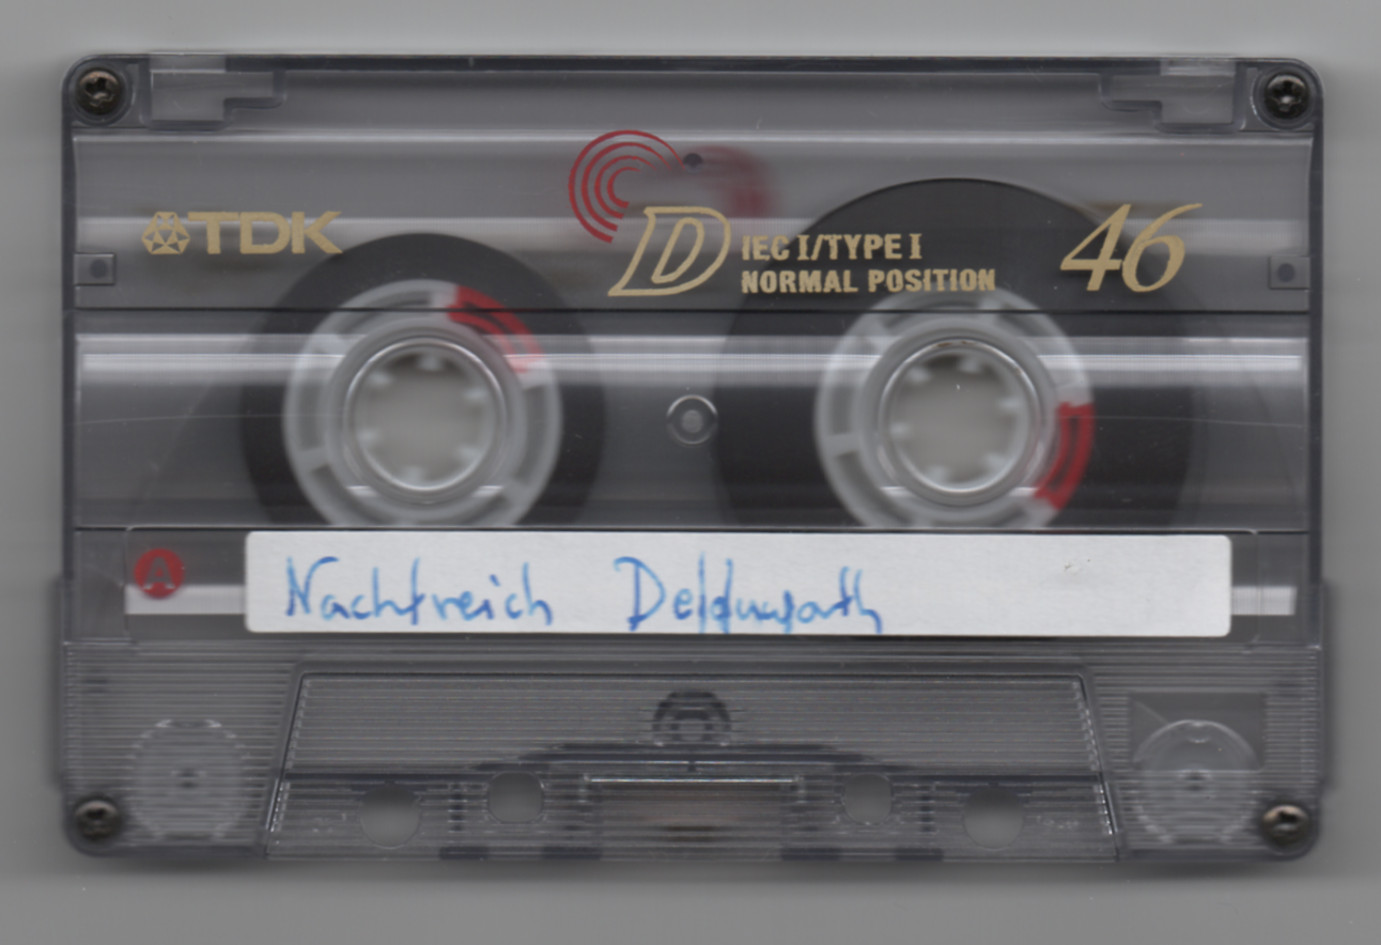 TDK
D
IEC I/TYPE I
NORMAL POSITION
46
A
Nachtreich